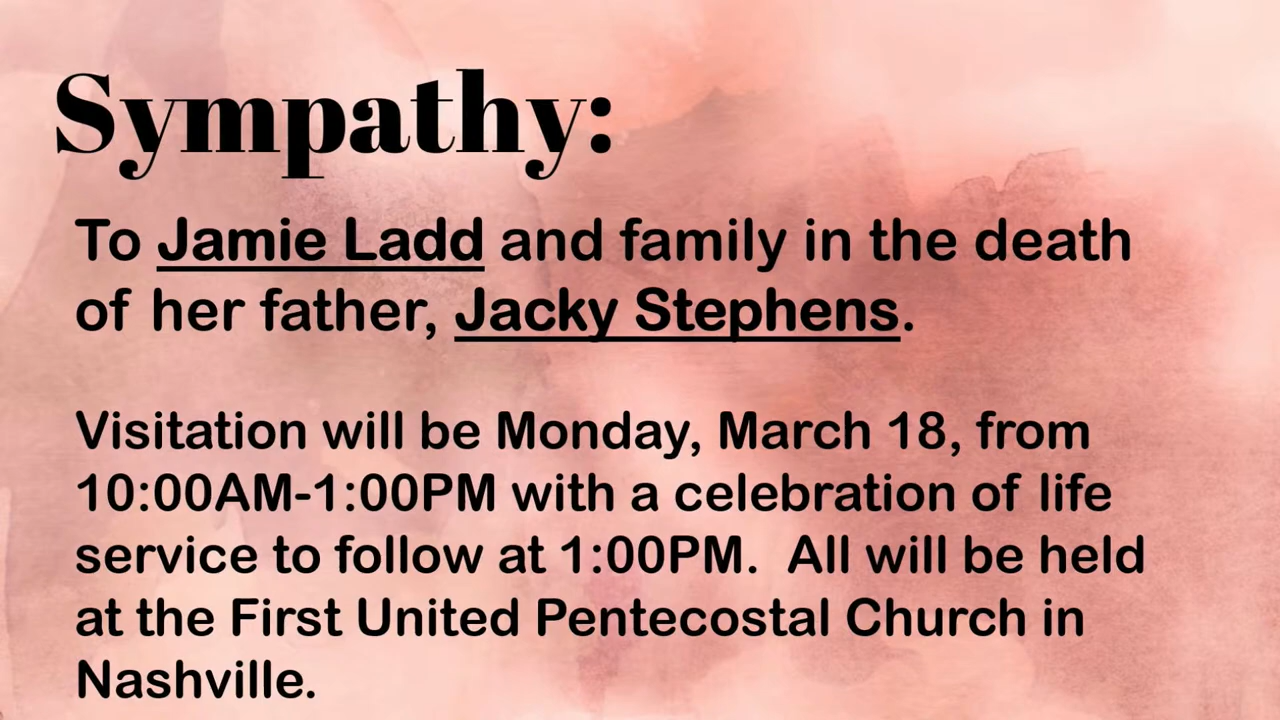 Sympathy:
To Jamie Ladd and family in the death
of her father, Jacky Stephens.
Visitation will be Monday, March 18, from
10:00AM-1:00PM with a celebration of life
service to follow at 1:00PM.  All will be held
at the First United Pentecostal Church in
Nashville.